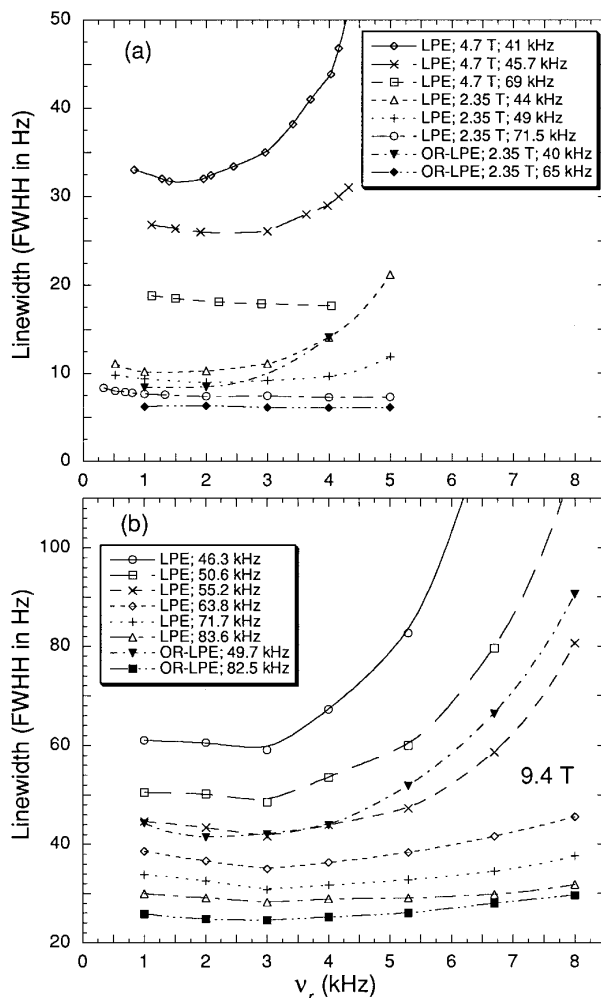 50
40
30
20
10
0
Linewidth (FWHH in Hz)
(a)
LPE; 4.7 T; 41 kHz
LPE; 4.7 T; 45.7 kHz
LPE; 4.7 T; 69 kHz
LPE; 2.35 T; 44 kHz
LPE; 2.35 T; 49 kHz
LPE; 2.35 T; 71.5 kHz
OR-LPE; 2.35 T; 40 kHz
OR-LPE; 2.35 T; 65 kHz
0 1 2 3 4 5 6 7 8
100
80
60
40
20
Linewidth (FWHH in Hz)
(b)
LPE; 46.3 kHz
LPE; 50.6 kHz
LPE; 55.2 kHz
LPE; 63.8 kHz
LPE; 71.7 kHz
LPE; 83.6 kHz
OR-LPE; 49.7 kHz
OR-LPE; 82.5 kHz
9.4 T
1 2 3 4 5 6 7 8
νr (kHz)